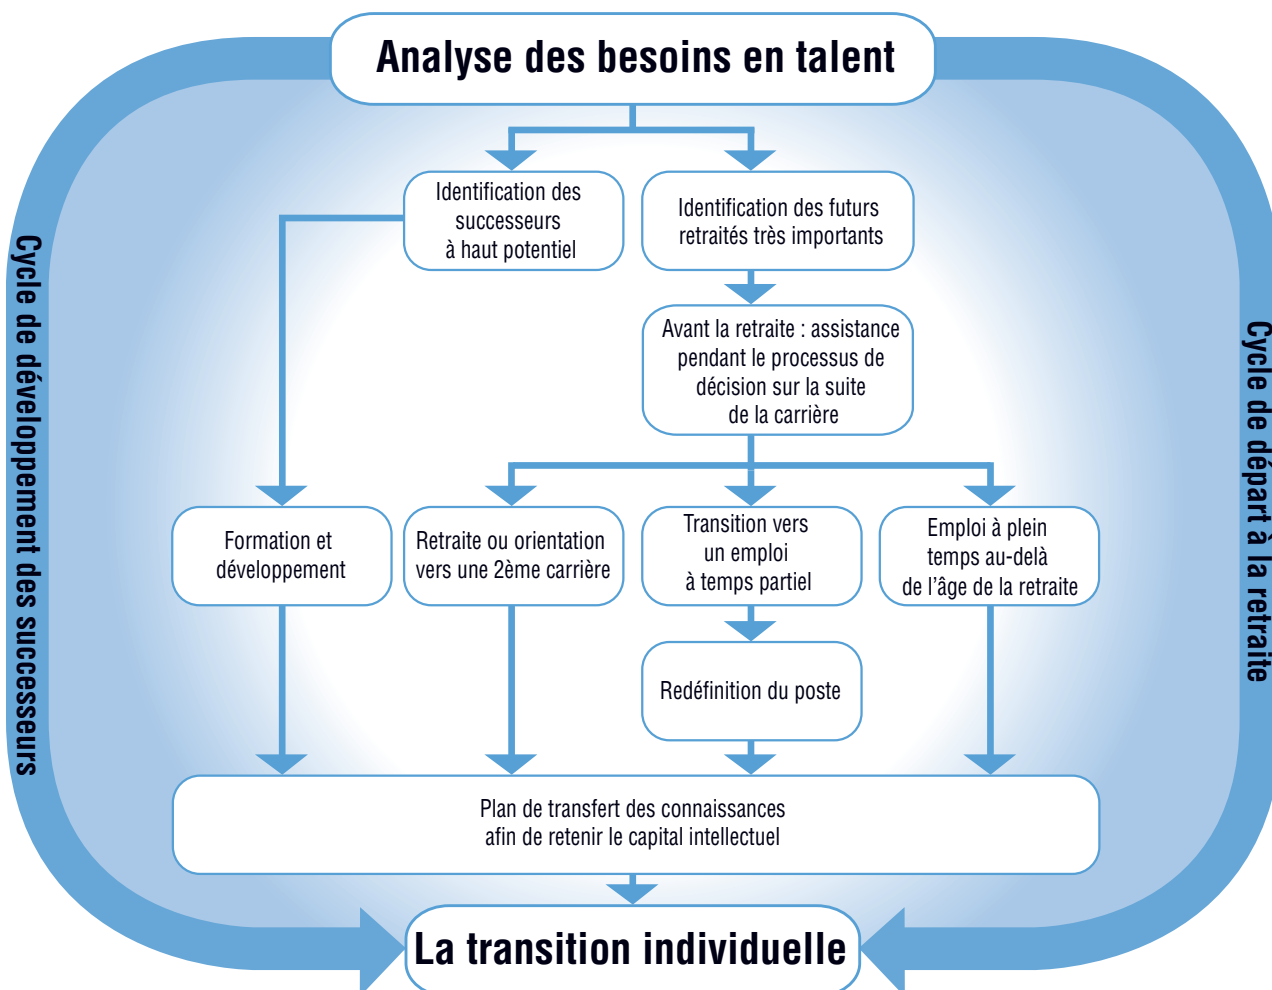 Analyse des besoins en talent
Identification des
successeurs
à haut potentiel
Identification des futurs
retraités très importants
Avant la retraite : assistance
pendant le processus de
décision sur la suite
de la carrière
Formation et
développement
Retraite ou orientation
vers une 2ème carrière
Transition vers
un emploi
à temps partiel
Emploi à plein
temps au-delà
de l’âge de la retraite
Redéfinition du poste
Plan de transfert des connaissances
afin de retenir le capital intellectuel
La transition individuelle
Cycle de développement des successeurs
Cycle de départ à la retraite